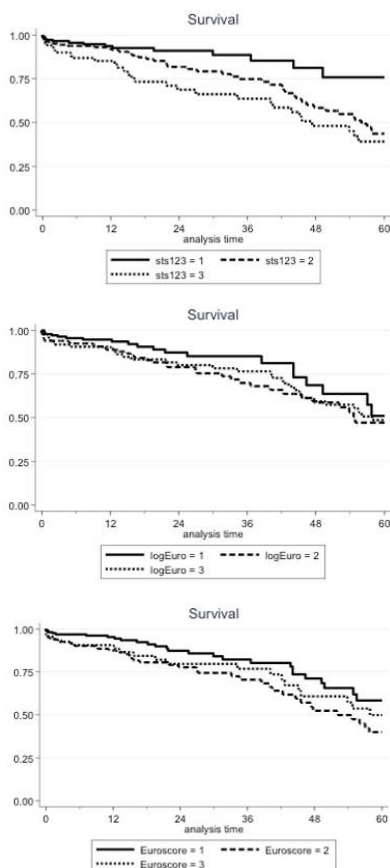 Survival
1.00
0.75
0.50
0.25
0.00
0 12 24 36 48 60
analysis time
sts123 = 1 sts123 = 2
sts123 = 3
Survival
1.00
0.75
0.50
0.25
0.00
0 12 24 36 48 60
analysis time
logEuro = 1 logEuro = 2
logEuro = 3
Survival
1.00
0.75
0.50
0.25
0.00
0 12 24 36 48 60
analysis time
Euroscore = 1 Euroscore = 2
Euroscore = 3